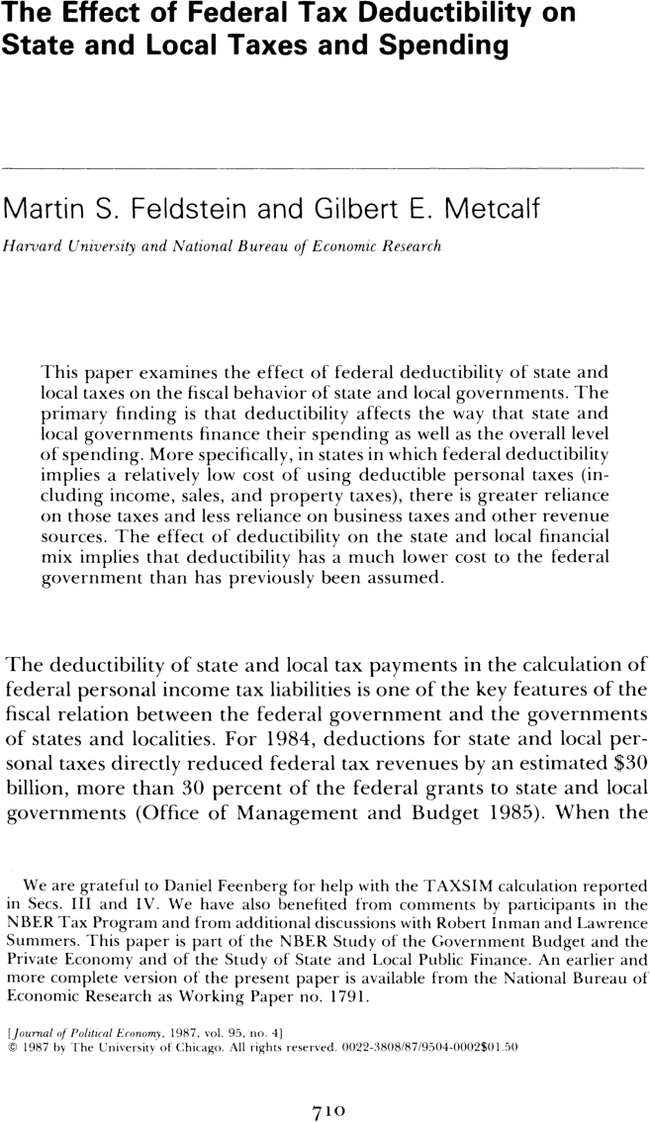 The Effect of Federal Tax Deductibility on
State and Local Taxes and Spending
Martin S. Feldstein and Gilbert E. Metcalf
Harvard University and National Bureau of Economic Research
This paper examines the effect of federal deductibility of state and
local taxes on the fiscal behavior of state and local governments. The
primary finding is that deductibility affects the way that state and
local governments finance their spending as well as the overall level
of spending. More specifically, in states in which federal deductibility
implies a relatively low cost of using deductible personal taxes (in-
cluding income, sales, and property taxes), there is greater reliance
on those taxes and less reliance on business taxes and other revenue
sources. The effect of deductibility on the state and local financial
mix implies that deductibility has a much lower cost to the federal
government than has previously been assumed.
The deductibility of state and local tax payments in the calculation of
federal personal income tax liabilities is one of the key features of the
fiscal relation between the federal government and the governments
of states and localities. For 1984, deductions for state and local per-
sonal taxes directly reduced federal tax revenues by an estimated $30
billion, more than 30 percent of the federal grants to state and local
governments (Office of Management and Budget 1985). When the
We are grateful to Daniel Feenberg for help with the TAXSIM calculation reported
in Secs. III and IV. We have also benefited from comments by participants in the
NBER Tax Program and from additional discussions with Robert Inman and Lawrence
Summers. This paper is part of the NBER Study of the Government Budget and the
Private Economy and of the Study of State and Local Public Finance. An earlier and
more complete version of the present paper is available from the National Bureau of
Economic Research as Working Paper no. 1791.
[Journal of Political Economy, 1987, vol. 95, no. 4]
© 1987 by The University of Chicago. All rights reserved. 0022-3808/87/9504-0002$01.50
710